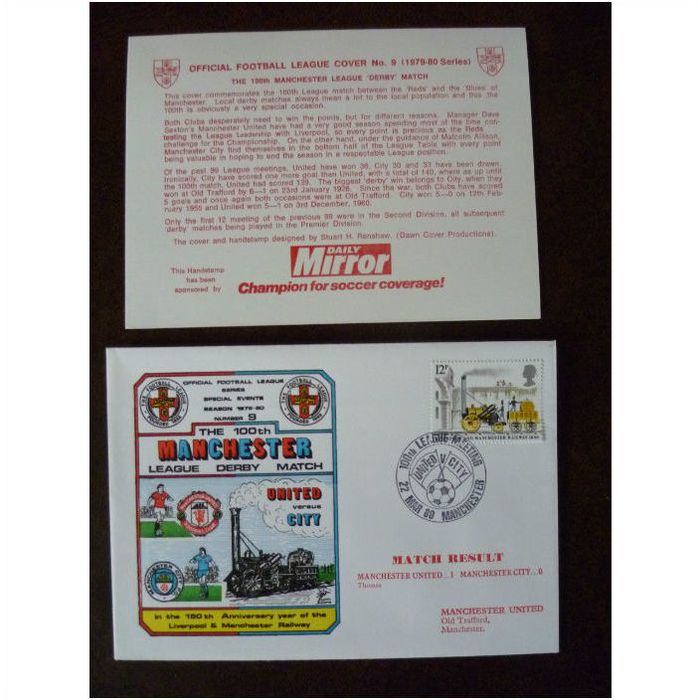 OFFICIAL FOOTBALL LEAGUE COVER No. 9 (1979-80 Series)
THE 100th MANCHESTER LEAGUE 'DERBY' MATCH
This cover commemorates the 100th League match between the 'Reds' and the 'Blues' of
Manchester. Local derby matches always mean a lot to the local population and this ,the
100th is obviously a very special occasion.
Both Clubs desperately need to win the points, but for different reasons. Manager Dave
Sexton's Manchester United have had a very good season spending most of the time con-
testing the League Leadership with Liverpool, so every point is precious as the Reds
challenge for the Championship. On the other hand, under the guidance of Malcolm Allison,
Manchester City find themselves in the bottom half of the League Table with every point
being valuable in hoping to end the season in a respectable League position.
Of the past 99 League meetings, United have won 36, City 30 and 33 have been drawn.
Ironically, City have scored one more goal than United, with a total of 140, where as up until
the 100th match, United had scored 139. The biggest 'derby' win belongs to City, when they
won at Old Trafford by 6—1 on 23rd January 1926. Since the war, both Clubs have scored
5 goals and once again both occasions were at Old Trafford. City won 5—0 on 12th Feb-
ruary 1955 and United won 5—1 on 3rd December, 1960.
Only the first 12 meeting of the previous 99 were in the Second Division, all subsequent
'derby' matches being played in the Premier Division.
The cover and handstamp designed by Stuart H. Renshaw. (Dawn Cover Productions).
This Handstamp
has been
sponsored by
DAILY
Mirror
Champion for soccer coverage!
OFFICIAL FOOTBALL LEAGUE
SERIES
SPECIAL EVENTS
SEASON 1979-80
NUMBER 9
THE FOOTBALL LEAGUE
THE FOOTBALL LEAGUE
THE 100th
MANCHESTER
LEAGUE DERBY MATCH
UNITED
versus
CITY
in the 150th Anniversary year of the
Liverpool & Manchester Railway
12P
MANCHESTER RAILWAY 1830
100th LEAGUE MEETING
UNITED V CITY
22 MAR 80 MANCHESTER
MATCH RESULT
MANCHESTER UNITED...1 MANCHESTER CITY...0
Thomas
MANCHESTER UNITED
Old Trafford,
Manchester.